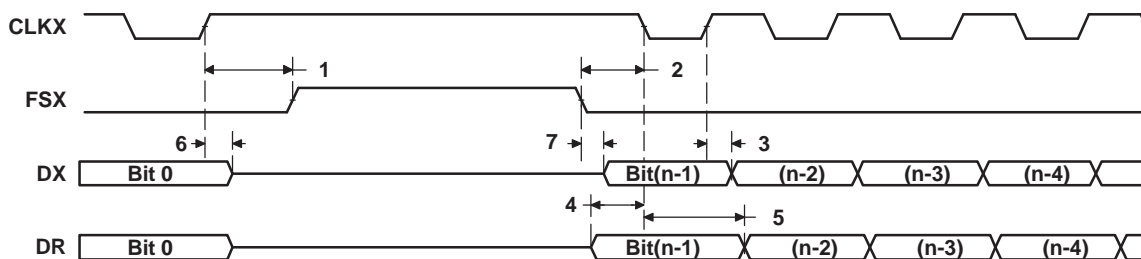 CLKX
1 2
FSX
6 7 3
DX Bit 0 Bit(n-1) (n-2) (n-3) (n-4)
4 5
DR Bit 0 Bit(n-1) (n-2) (n-3) (n-4)